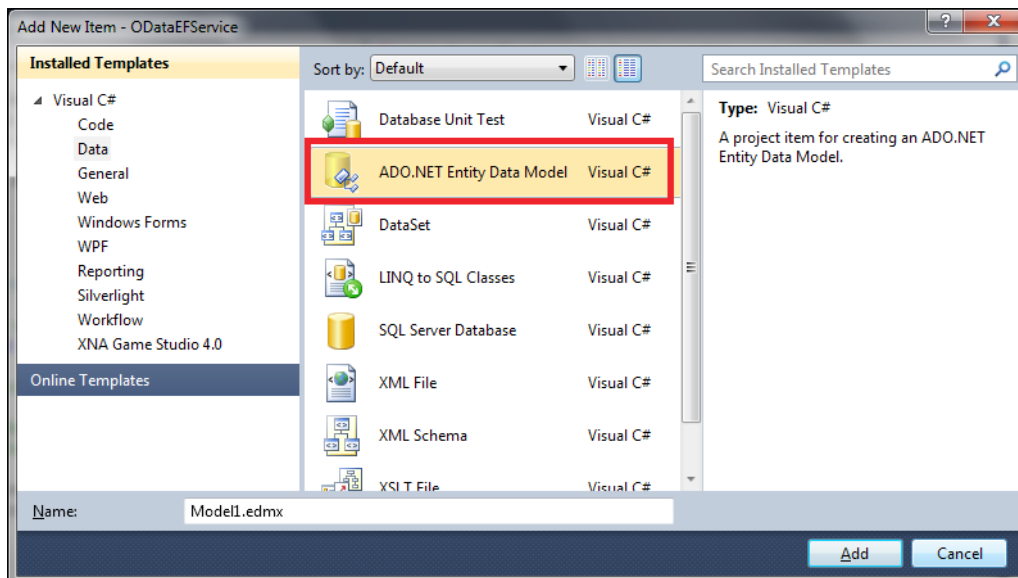 Add New Item - ODataEFService
Installed Templates
Visual C#
Code
Data
General
Web
Windows Forms
WPF
Reporting
Silverlight
Workflow
XNA Game Studio 4.0
Online Templates
Sort by: Default
Search Installed Templates
Database Unit Test Visual C#
ADO.NET Entity Data Model Visual C#
DataSet Visual C#
LINQ to SQL Classes Visual C#
SQL Server Database Visual C#
XML File Visual C#
XML Schema Visual C#
XSLT File Visual C#
Type: Visual C#
A project item for creating an ADO.NET
Entity Data Model.
Name: Model1.edmx
Add Cancel